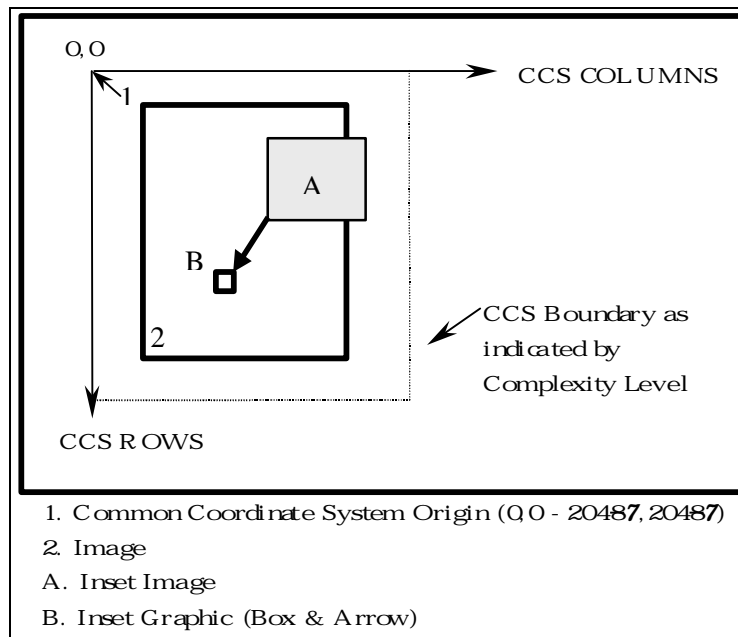 0,0
CCS COLUMNS
1
A
B
2
CCS Boundary as
indicated by
Complexity Level
CCS ROWS
1. Common Coordinate System Origin (0,0 - 20487, 20487)
2. Image
A. Inset Image
B. Inset Graphic (Box & Arrow)